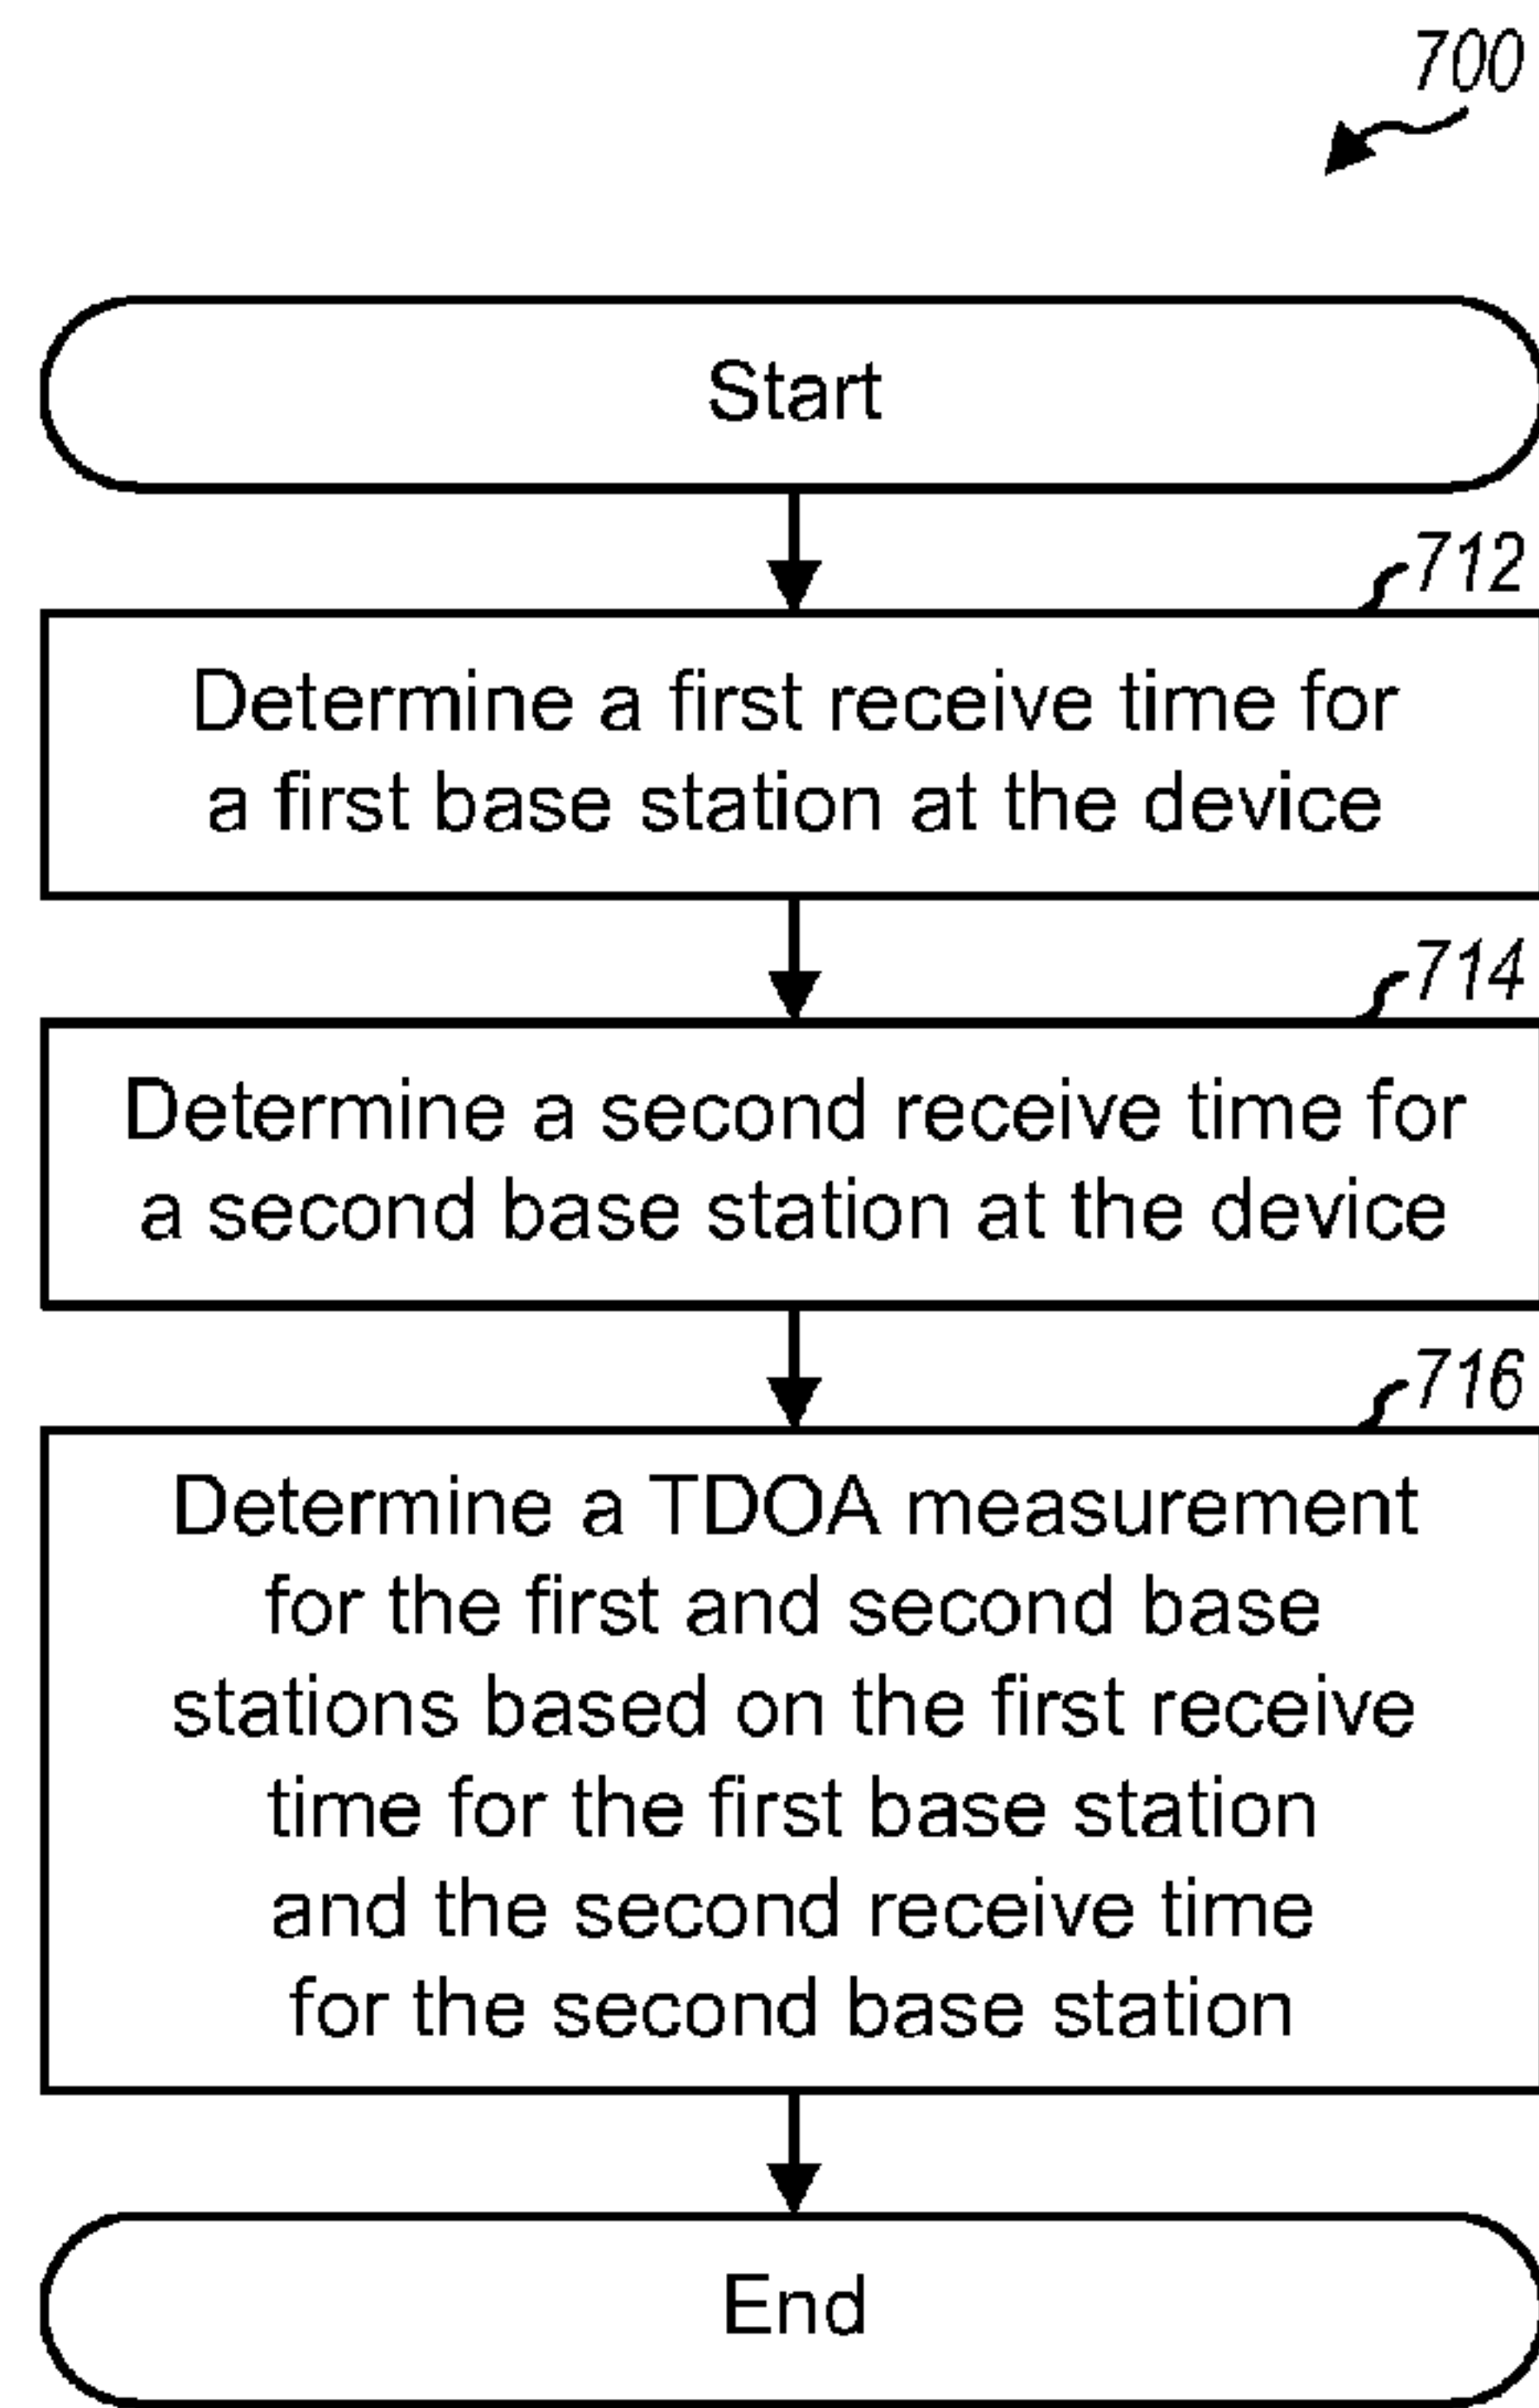 700
Start
712
Determine a first receive time for
a first base station at the device
714
Determine a second receive time for
a second base station at the device
716
Determine a TDOA measurement
for the first and second base
stations based on the first receive
time for the first base station
and the second receive time
for the second base station
End